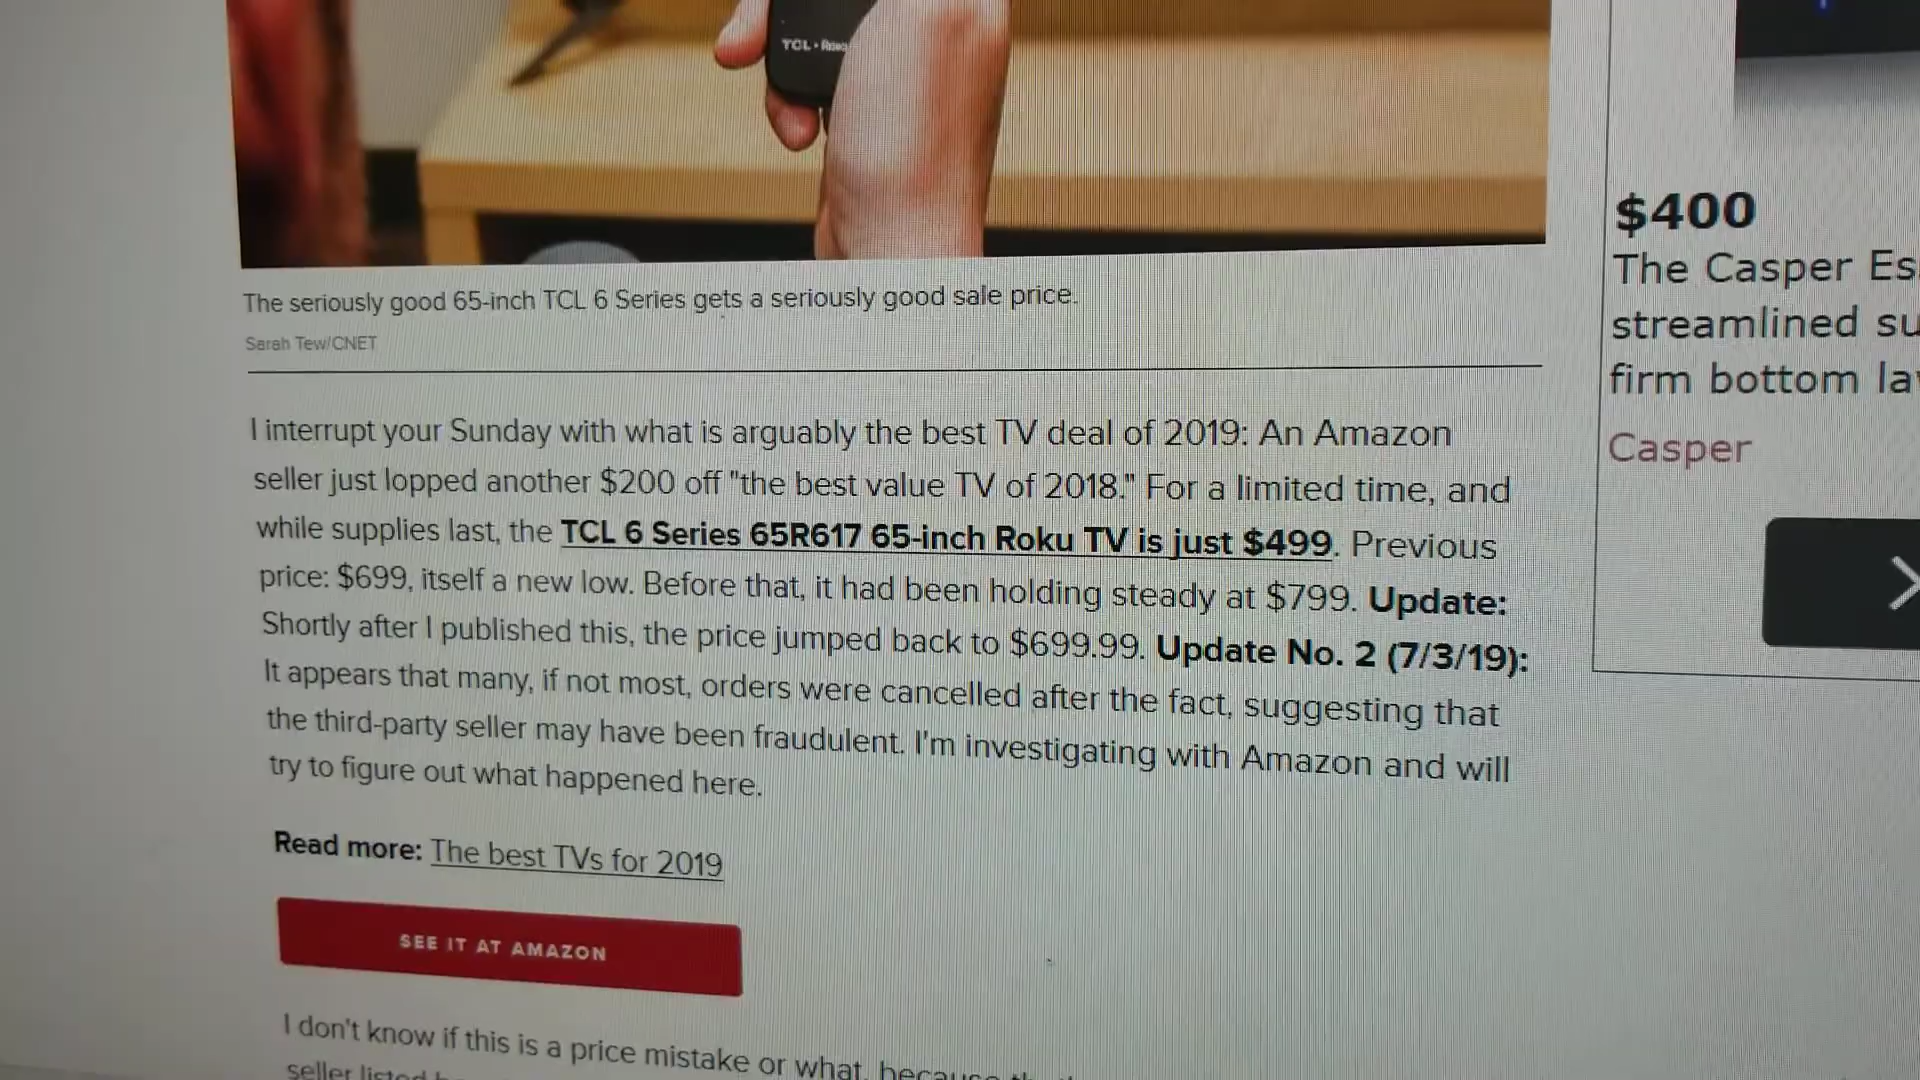 TCL • Roku
The seriously good 65-inch TCL 6 Series gets a seriously good sale price.
Sarah Tew/CNET
I interrupt your Sunday with what is arguably the best TV deal of 2019: An Amazon
seller just lopped another $200 off "the best value TV of 2018." For a limited time, and
while supplies last, the TCL 6 Series 65R617 65-inch Roku TV is just $499. Previous
price: $699, itself a new low. Before that, it had been holding steady at $799. Update:
Shortly after I published this, the price jumped back to $699.99. Update No. 2 (7/3/19):
It appears that many, if not most, orders were cancelled after the fact, suggesting that
the third-party seller may have been fraudulent. I'm investigating with Amazon and will
try to figure out what happened here.
Read more: The best TVs for 2019
SEE IT AT AMAZON
I don't know if this is a price mistake or what, because
seller listed
$400
The Casper
streamlined
firm bottom
Casper